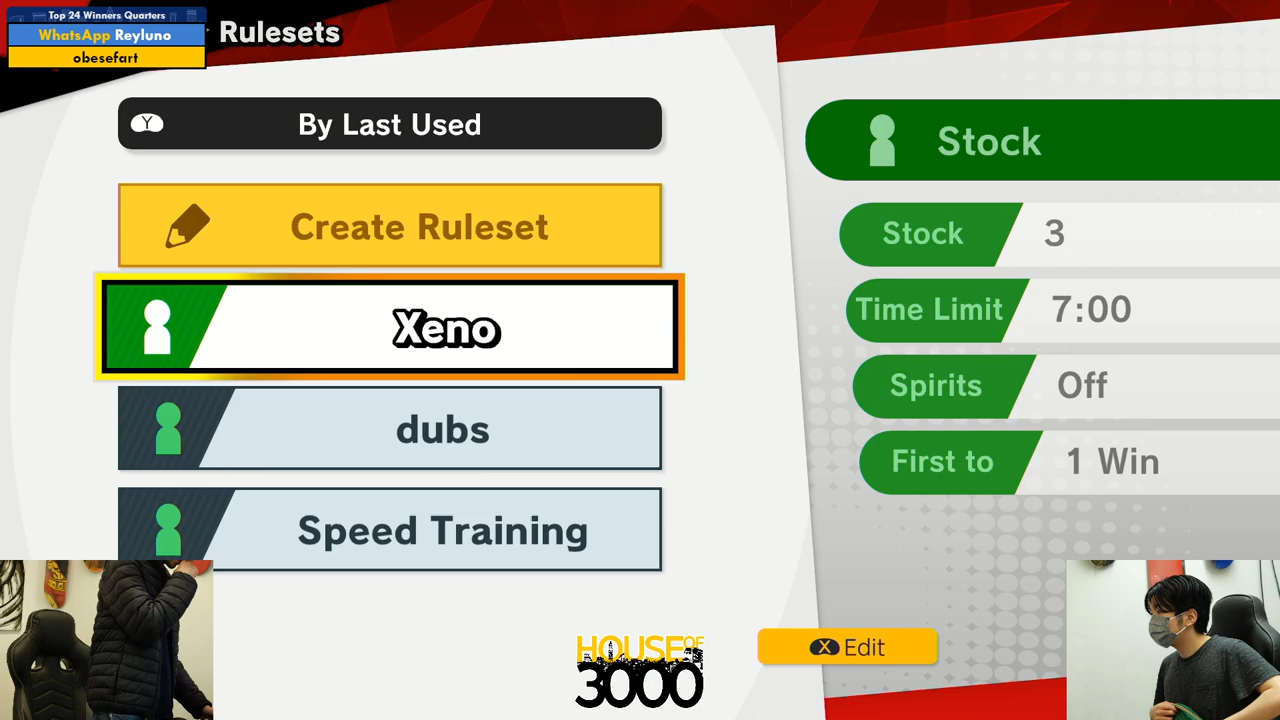 Top 24 Winners Quarters
WhatsApp Reyluno
obesefart
Rulesets
Y By Last Used
Create Ruleset
Xeno
dubs
Speed Training
Stock
Stock 3
Time Limit 7:00
Spirits Off
First to 1 Win
X Edit
HOUSE OF
3000